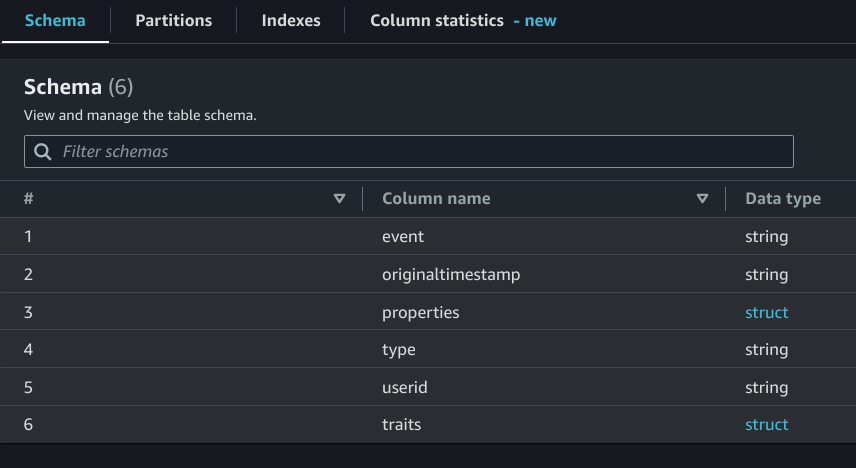 Schema Partitions Indexes Column statistics - new
Schema (6)
View and manage the table schema.
Filter schemas
# Column name Data type
1 event string
2 originaltimestamp string
3 properties struct
4 type string
5 userid string
6 traits struct